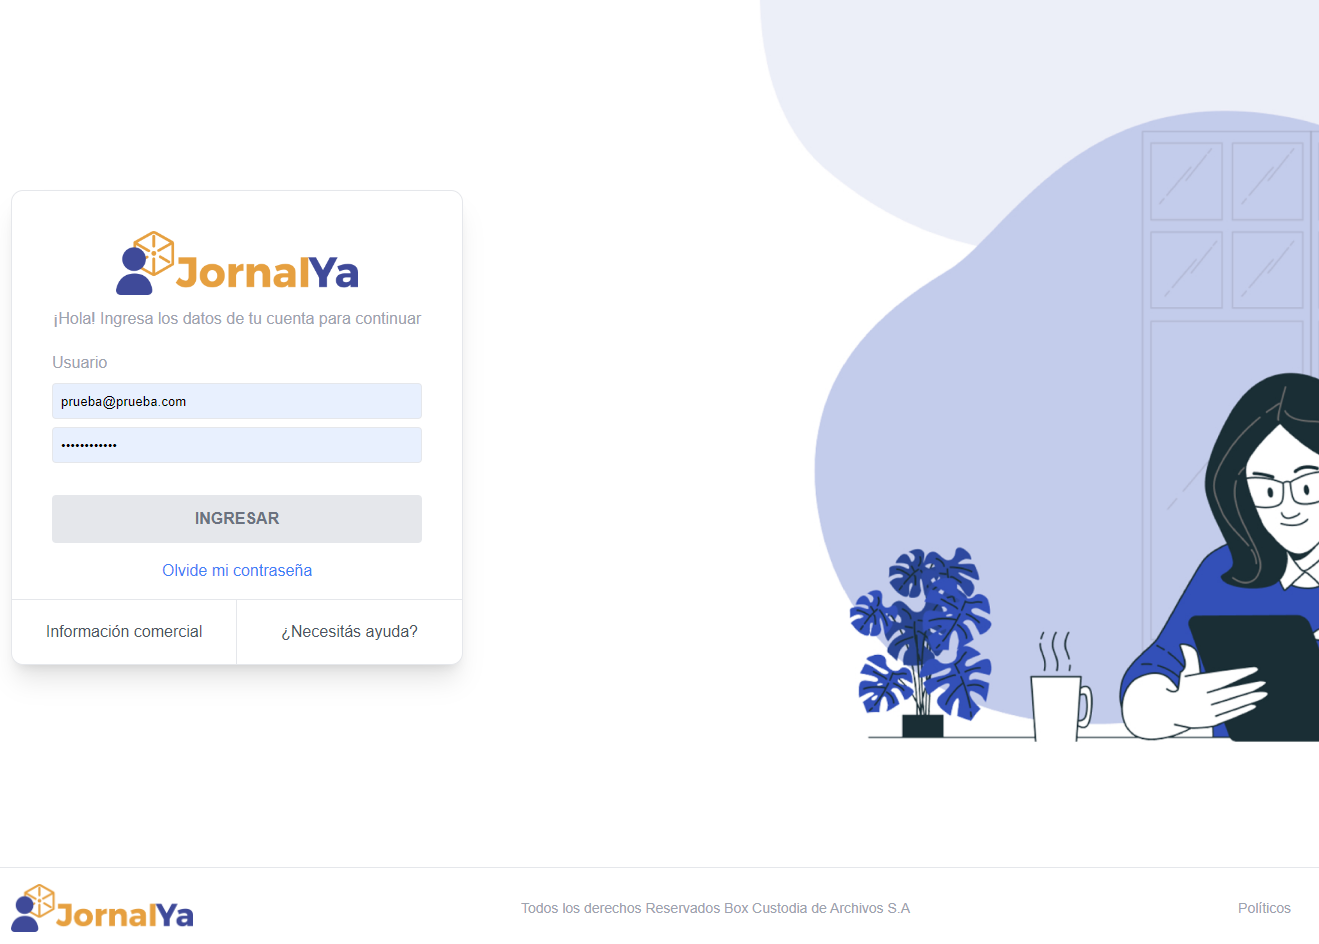 JornalYa
¡Hola! Ingresa los datos de tu cuenta para continuar
Usuario
prueba@prueba.com
••••••••••••
INGRESAR
Olvide mi contraseña
Información comercial
¿Necesitás ayuda?
JornalYa
Todos los derechos Reservados Box Custodia de Archivos S.A
Políticos